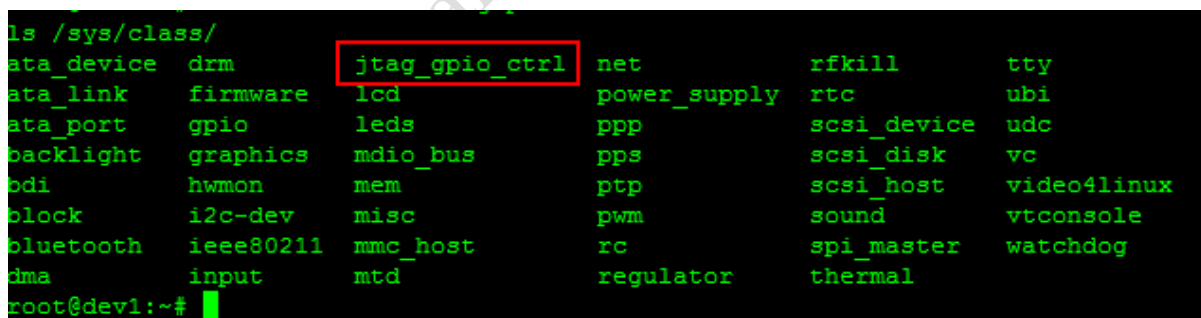 ls /sys/class/
ata_device drm jtag_gpio_ctrl net rfkill tty
ata_link firmware lcd power_supply rtc ubi
ata_port gpio leds ppp scsi_device udc
backlight graphics mdio_bus pps scsi_disk vc
bdi hwmon mem ptp scsi_host video4linux
block i2c-dev misc pwm sound vtconsole
bluetooth ieee80211 mmc_host rc spi_master watchdog
dma input mtd regulator thermal
root@dev1:~#